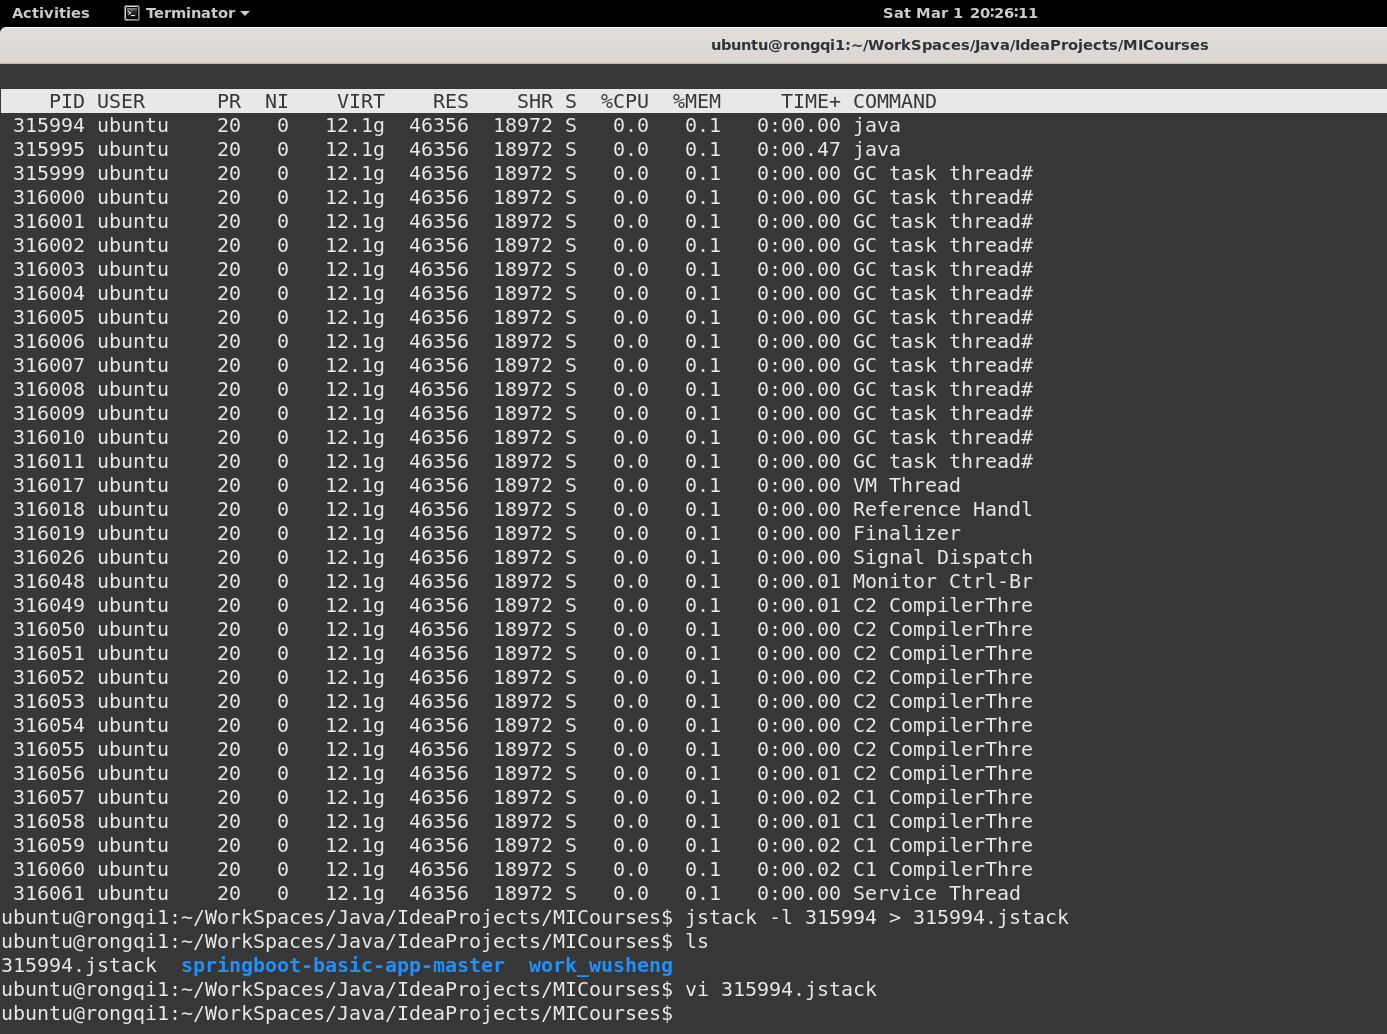 Activities Terminator Sat Mar 1 20:26:11
ubuntu@rongqi1:~/WorkSpaces/Java/IdeaProjects/MICourses
PID USER PR NI VIRT RES SHR S %CPU %MEM TIME+ COMMAND
315994 ubuntu 20 0 12.1g 46356 18972 S 0.0 0.1 0:00.00 java
315995 ubuntu 20 0 12.1g 46356 18972 S 0.0 0.1 0:00.47 java
315999 ubuntu 20 0 12.1g 46356 18972 S 0.0 0.1 0:00.00 GC task thread#
316000 ubuntu 20 0 12.1g 46356 18972 S 0.0 0.1 0:00.00 GC task thread#
316001 ubuntu 20 0 12.1g 46356 18972 S 0.0 0.1 0:00.00 GC task thread#
316002 ubuntu 20 0 12.1g 46356 18972 S 0.0 0.1 0:00.00 GC task thread#
316003 ubuntu 20 0 12.1g 46356 18972 S 0.0 0.1 0:00.00 GC task thread#
316004 ubuntu 20 0 12.1g 46356 18972 S 0.0 0.1 0:00.00 GC task thread#
316005 ubuntu 20 0 12.1g 46356 18972 S 0.0 0.1 0:00.00 GC task thread#
316006 ubuntu 20 0 12.1g 46356 18972 S 0.0 0.1 0:00.00 GC task thread#
316007 ubuntu 20 0 12.1g 46356 18972 S 0.0 0.1 0:00.00 GC task thread#
316008 ubuntu 20 0 12.1g 46356 18972 S 0.0 0.1 0:00.00 GC task thread#
316009 ubuntu 20 0 12.1g 46356 18972 S 0.0 0.1 0:00.00 GC task thread#
316010 ubuntu 20 0 12.1g 46356 18972 S 0.0 0.1 0:00.00 GC task thread#
316011 ubuntu 20 0 12.1g 46356 18972 S 0.0 0.1 0:00.00 GC task thread#
316017 ubuntu 20 0 12.1g 46356 18972 S 0.0 0.1 0:00.00 VM Thread
316018 ubuntu 20 0 12.1g 46356 18972 S 0.0 0.1 0:00.00 Reference Handl
316019 ubuntu 20 0 12.1g 46356 18972 S 0.0 0.1 0:00.00 Finalizer
316026 ubuntu 20 0 12.1g 46356 18972 S 0.0 0.1 0:00.00 Signal Dispatch
316048 ubuntu 20 0 12.1g 46356 18972 S 0.0 0.1 0:00.01 Monitor Ctrl-Br
316049 ubuntu 20 0 12.1g 46356 18972 S 0.0 0.1 0:00.01 C2 CompilerThre
316050 ubuntu 20 0 12.1g 46356 18972 S 0.0 0.1 0:00.00 C2 CompilerThre
316051 ubuntu 20 0 12.1g 46356 18972 S 0.0 0.1 0:00.00 C2 CompilerThre
316052 ubuntu 20 0 12.1g 46356 18972 S 0.0 0.1 0:00.00 C2 CompilerThre
316053 ubuntu 20 0 12.1g 46356 18972 S 0.0 0.1 0:00.00 C2 CompilerThre
316054 ubuntu 20 0 12.1g 46356 18972 S 0.0 0.1 0:00.00 C2 CompilerThre
316055 ubuntu 20 0 12.1g 46356 18972 S 0.0 0.1 0:00.00 C2 CompilerThre
316056 ubuntu 20 0 12.1g 46356 18972 S 0.0 0.1 0:00.01 C2 CompilerThre
316057 ubuntu 20 0 12.1g 46356 18972 S 0.0 0.1 0:00.02 C1 CompilerThre
316058 ubuntu 20 0 12.1g 46356 18972 S 0.0 0.1 0:00.01 C1 CompilerThre
316059 ubuntu 20 0 12.1g 46356 18972 S 0.0 0.1 0:00.02 C1 CompilerThre
316060 ubuntu 20 0 12.1g 46356 18972 S 0.0 0.1 0:00.02 C1 CompilerThre
316061 ubuntu 20 0 12.1g 46356 18972 S 0.0 0.1 0:00.00 Service Thread
ubuntu@rongqi1:~/WorkSpaces/Java/IdeaProjects/MICourses$ jstack -l 315994 > 315994.jstack
ubuntu@rongqi1:~/WorkSpaces/Java/IdeaProjects/MICourses$ ls
315994.jstack springboot-basic-app-master work_wusheng
ubuntu@rongqi1:~/WorkSpaces/Java/IdeaProjects/MICourses$ vi 315994.jstack
ubuntu@rongqi1:~/WorkSpaces/Java/IdeaProjects/MICourses$